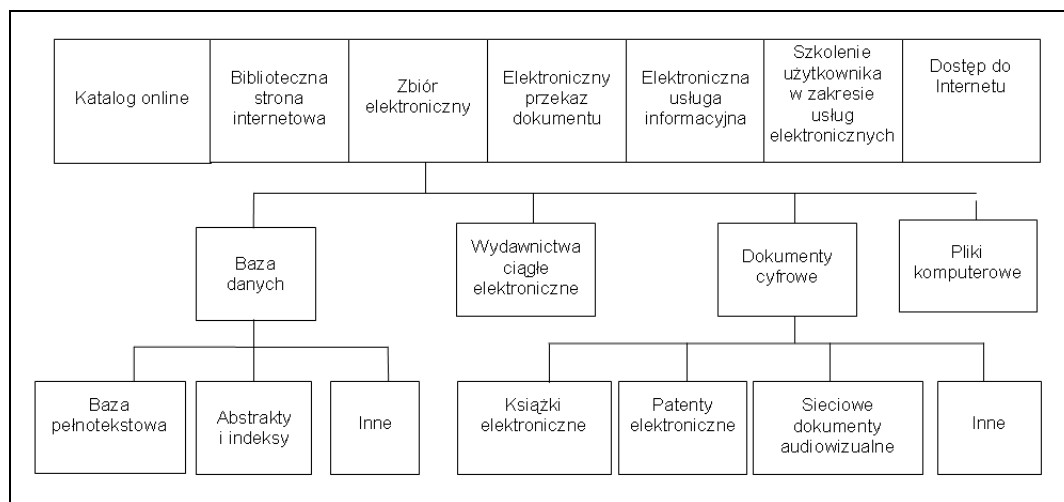 Katalog online
Biblioteczna
strona
internetowa
Zbiór
elektroniczny
Elektroniczny
przekaz
dokumentu
Elektroniczna
usługa
informacyjna
Szkolenie
użytkownika
w zakresie
usług
elektronicznych
Dostęp do
Internetu
Baza
danych
Wydawnictwa
ciągłe
elektroniczne
Dokumenty
cyfrowe
Pliki
komputerowe
Baza
pełnotekstowa
Abstrakty
i indeksy
Inne
Książki
elektroniczne
Patenty
elektroniczne
Sieciowe
dokumenty
audiowizualne
Inne